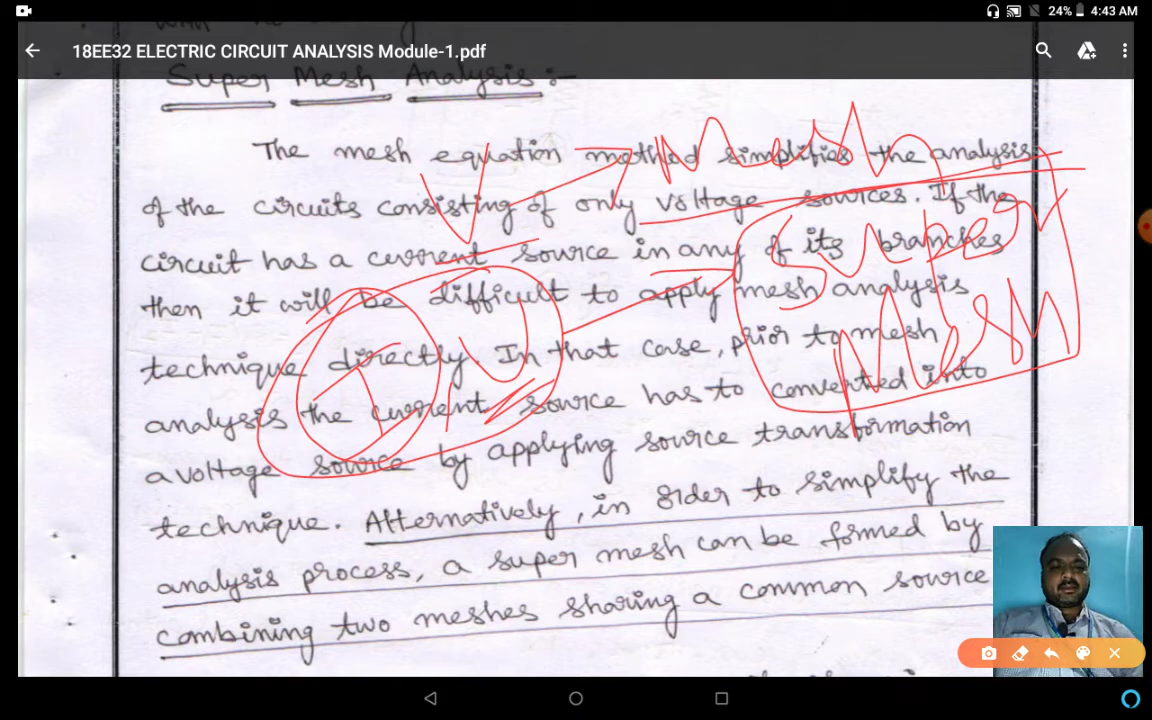 24% 4:43 AM
18EE32 ELECTRIC CIRCUIT ANALYSIS Module-1.pdf
Super Mesh Analysis :-
The mesh equation method simplifies the analysis
of the circuits consisting of only voltage sources. If the
circuit has a current source in any of its branches
then it will be difficult to apply mesh analysis
technique directly In that case, prior to mesh
analysis the current source has to converted into
a voltage source by applying source transformation
technique. Alternatively, in order to simplify the
analysis process, a super mesh can be formed by
combining two meshes sharing a common source
V
Mesh
I
V
Super
Mesh